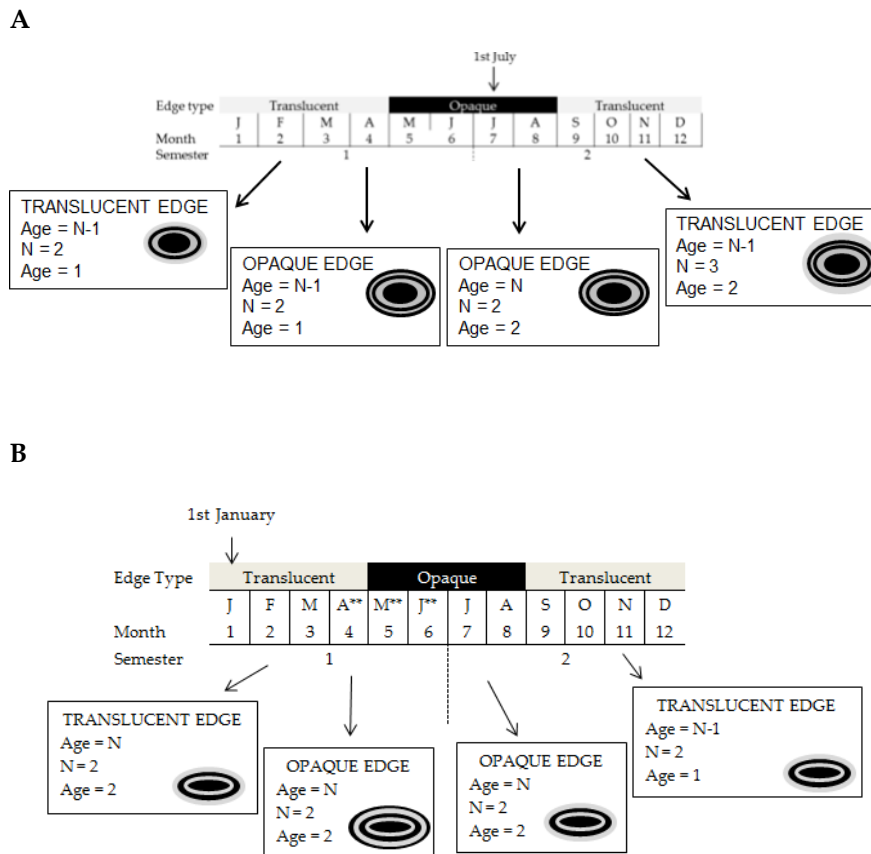 A
1st July
Edge type Translucent Opaque Translucent
J F M A M J J A S O N D
Month 1 2 3 4 5 6 7 8 9 10 11 12
Semester 1 2
TRANSLUCENT EDGE
Age = N-1
N = 2
Age = 1
OPAQUE EDGE
Age = N-1
N = 2
Age = 1
OPAQUE EDGE
Age = N
N = 2
Age = 2
TRANSLUCENT EDGE
Age = N-1
N = 3
Age = 2
B
1st January
Edge Type Translucent Opaque Translucent
J F M A** M** J** J A S O N D
Month 1 2 3 4 5 6 7 8 9 10 11 12
Semester 1 2
TRANSLUCENT EDGE
Age = N
N = 2
Age = 2
OPAQUE EDGE
Age = N
N = 2
Age = 2
OPAQUE EDGE
Age = N
N = 2
Age = 2
TRANSLUCENT EDGE
Age = N-1
N = 2
Age = 1